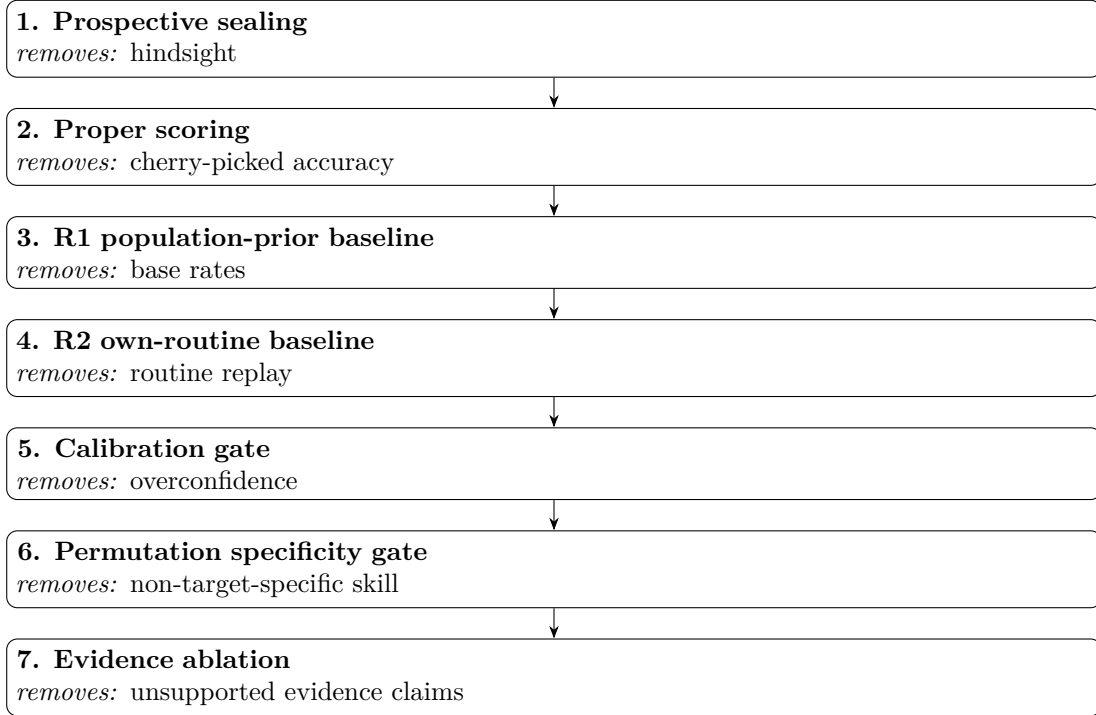 1. Prospective sealing
removes: hindsight
2. Proper scoring
removes: cherry-picked accuracy
3. R1 population-prior baseline
removes: base rates
4. R2 own-routine baseline
removes: routine replay
5. Calibration gate
removes: overconfidence
6. Permutation specificity gate
removes: non-target-specific skill
7. Evidence ablation
removes: unsupported evidence claims